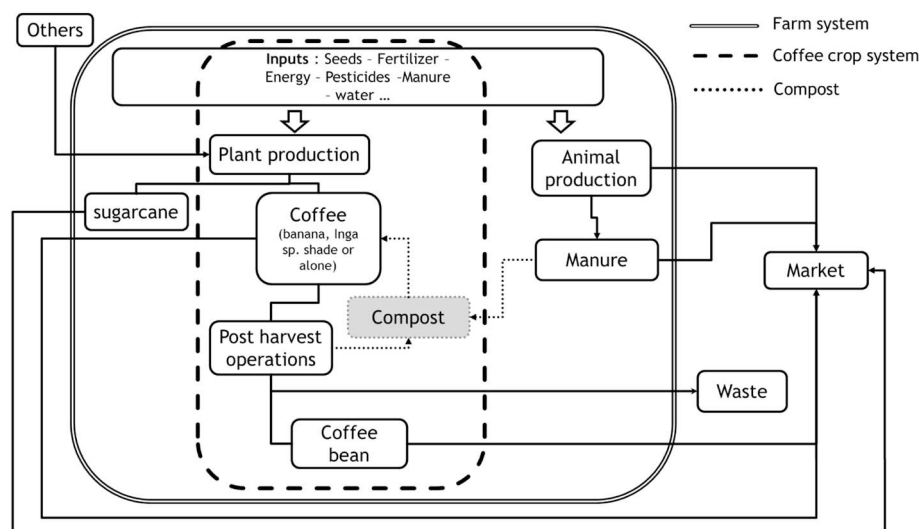 Others
Farm system
Coffee crop system
Compost
Inputs : Seeds - Fertilizer -
Energy - Pesticides -Manure
- water ...
Plant production
Animal
production
sugarcane
Coffee
(banana, Inga
sp. shade or
alone)
Manure
Market
Compost
Post harvest
operations
Waste
Coffee
bean